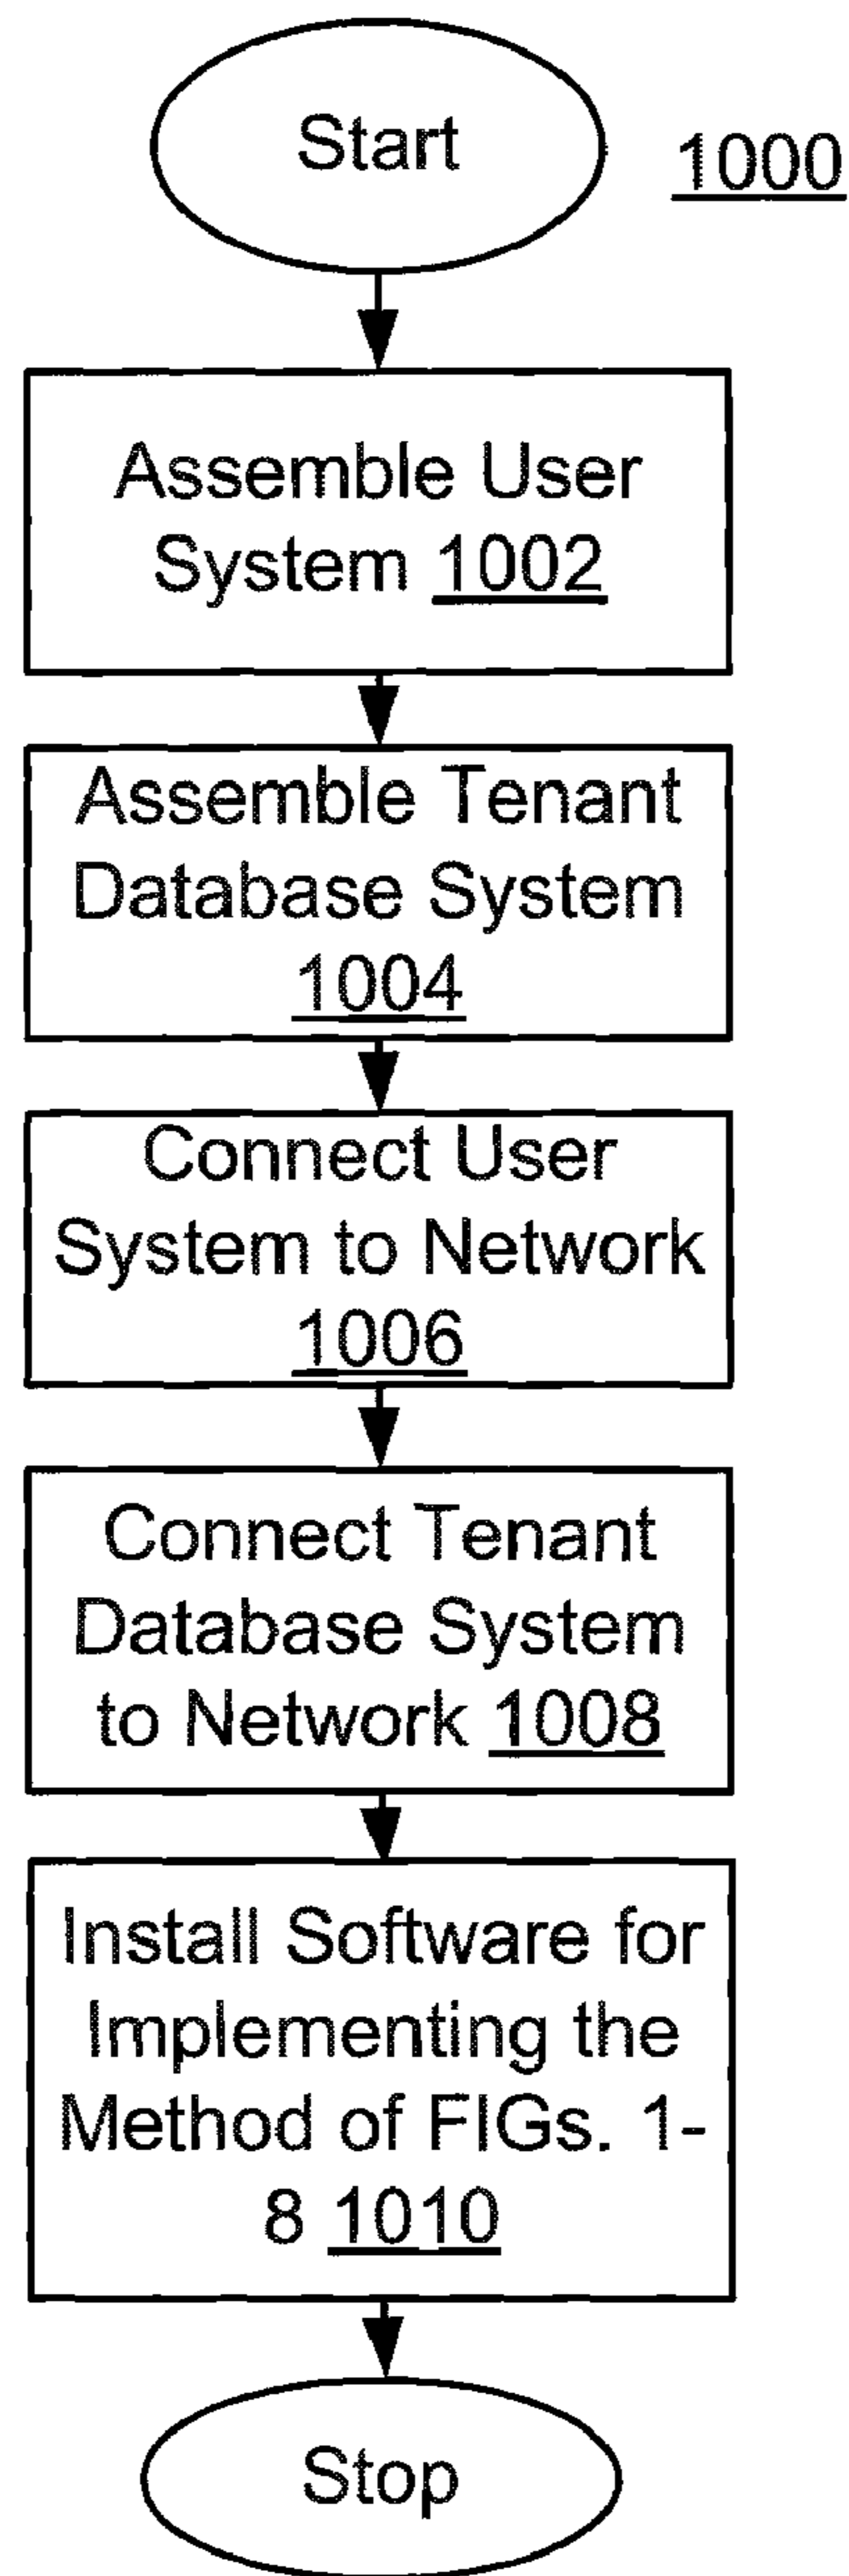 Start
1000
Assemble User
System 1002
Assemble Tenant
Database System
1004
Connect User
System to Network
1006
Connect Tenant
Database System
to Network 1008
Install Software for
Implementing the
Method of FIGs. 1-
8 1010
Stop